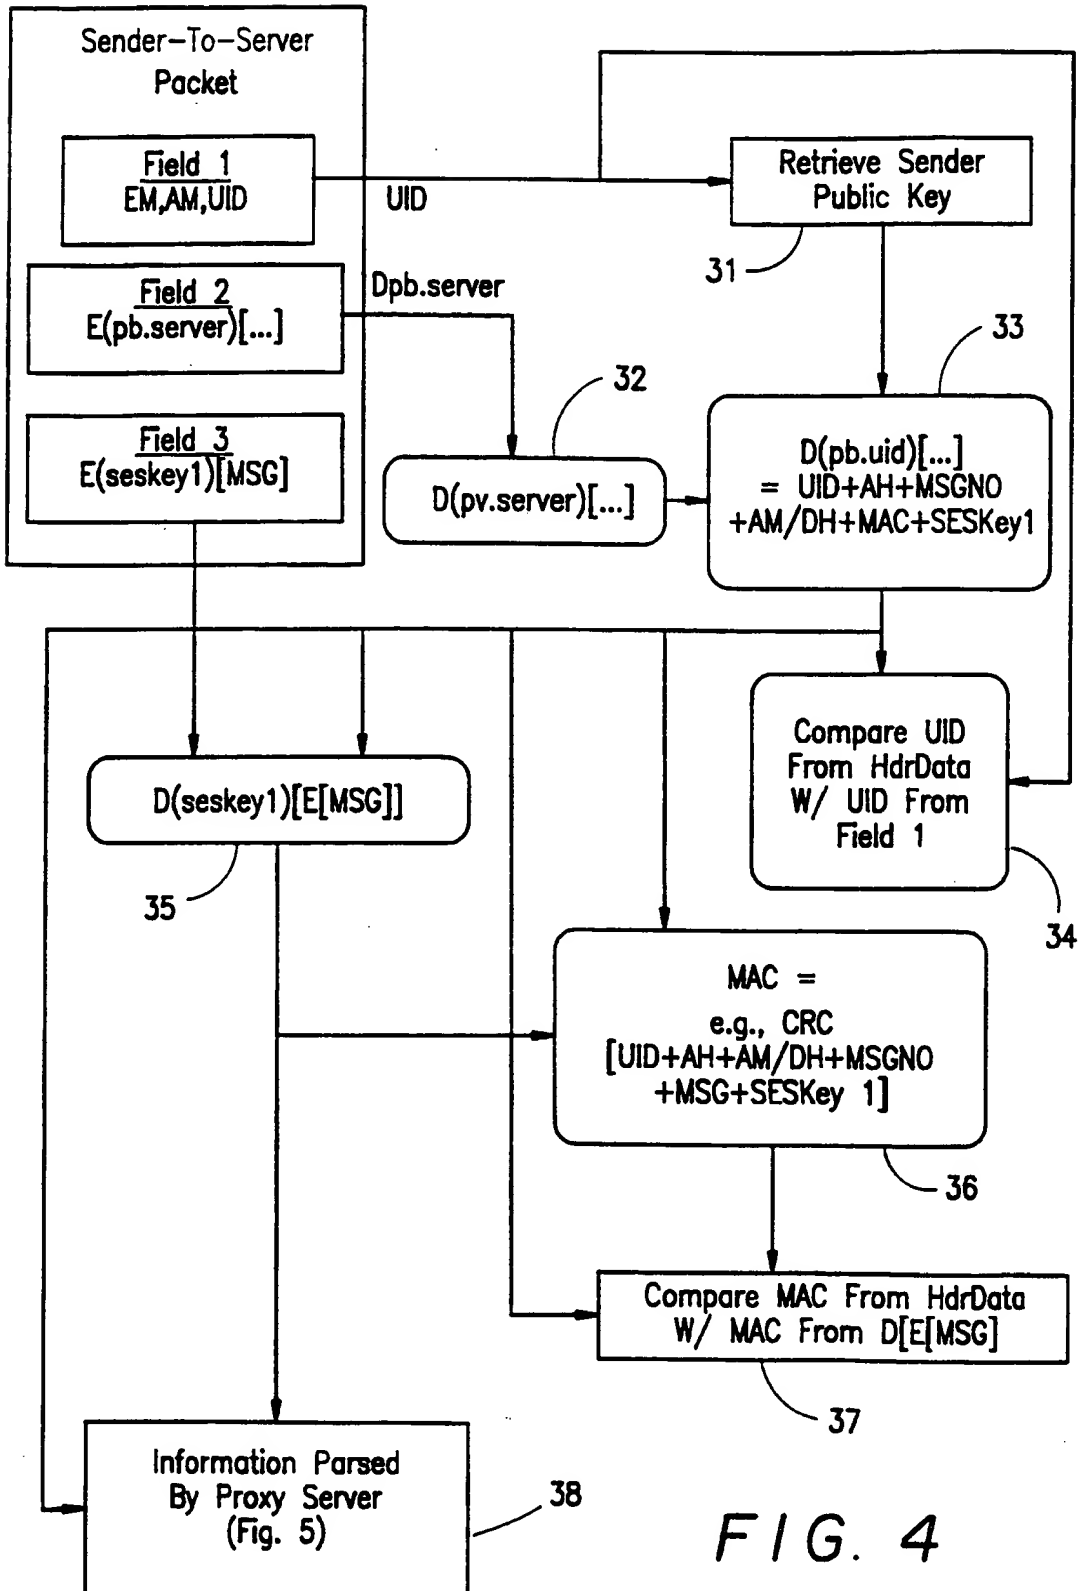 Sender-To-Server
Packet
Field 1
EM,AM,UID
UID
Retrieve Sender
Public Key
31
Field 2
E(pb.server)[...]
Dpb.server
33
32
Field 3
E(seskey1)[MSG]
D(pv.server)[...]
D(pb.uid)[...]
= UID+AH+MSGNO
+AM/DH+MAC+SESKey1
Compare UID
From HdrData
W/ UID From
Field 1
34
D(seskey1)[E[MSG]]
35
MAC =
e.g., CRC
[UID+AH+AM/DH+MSGNO
+MSG+SESKey 1]
36
Compare MAC From HdrData
W/ MAC From D[E[MSG]
37
Information Parsed
By Proxy Server
(Fig. 5)
38
FIG. 4